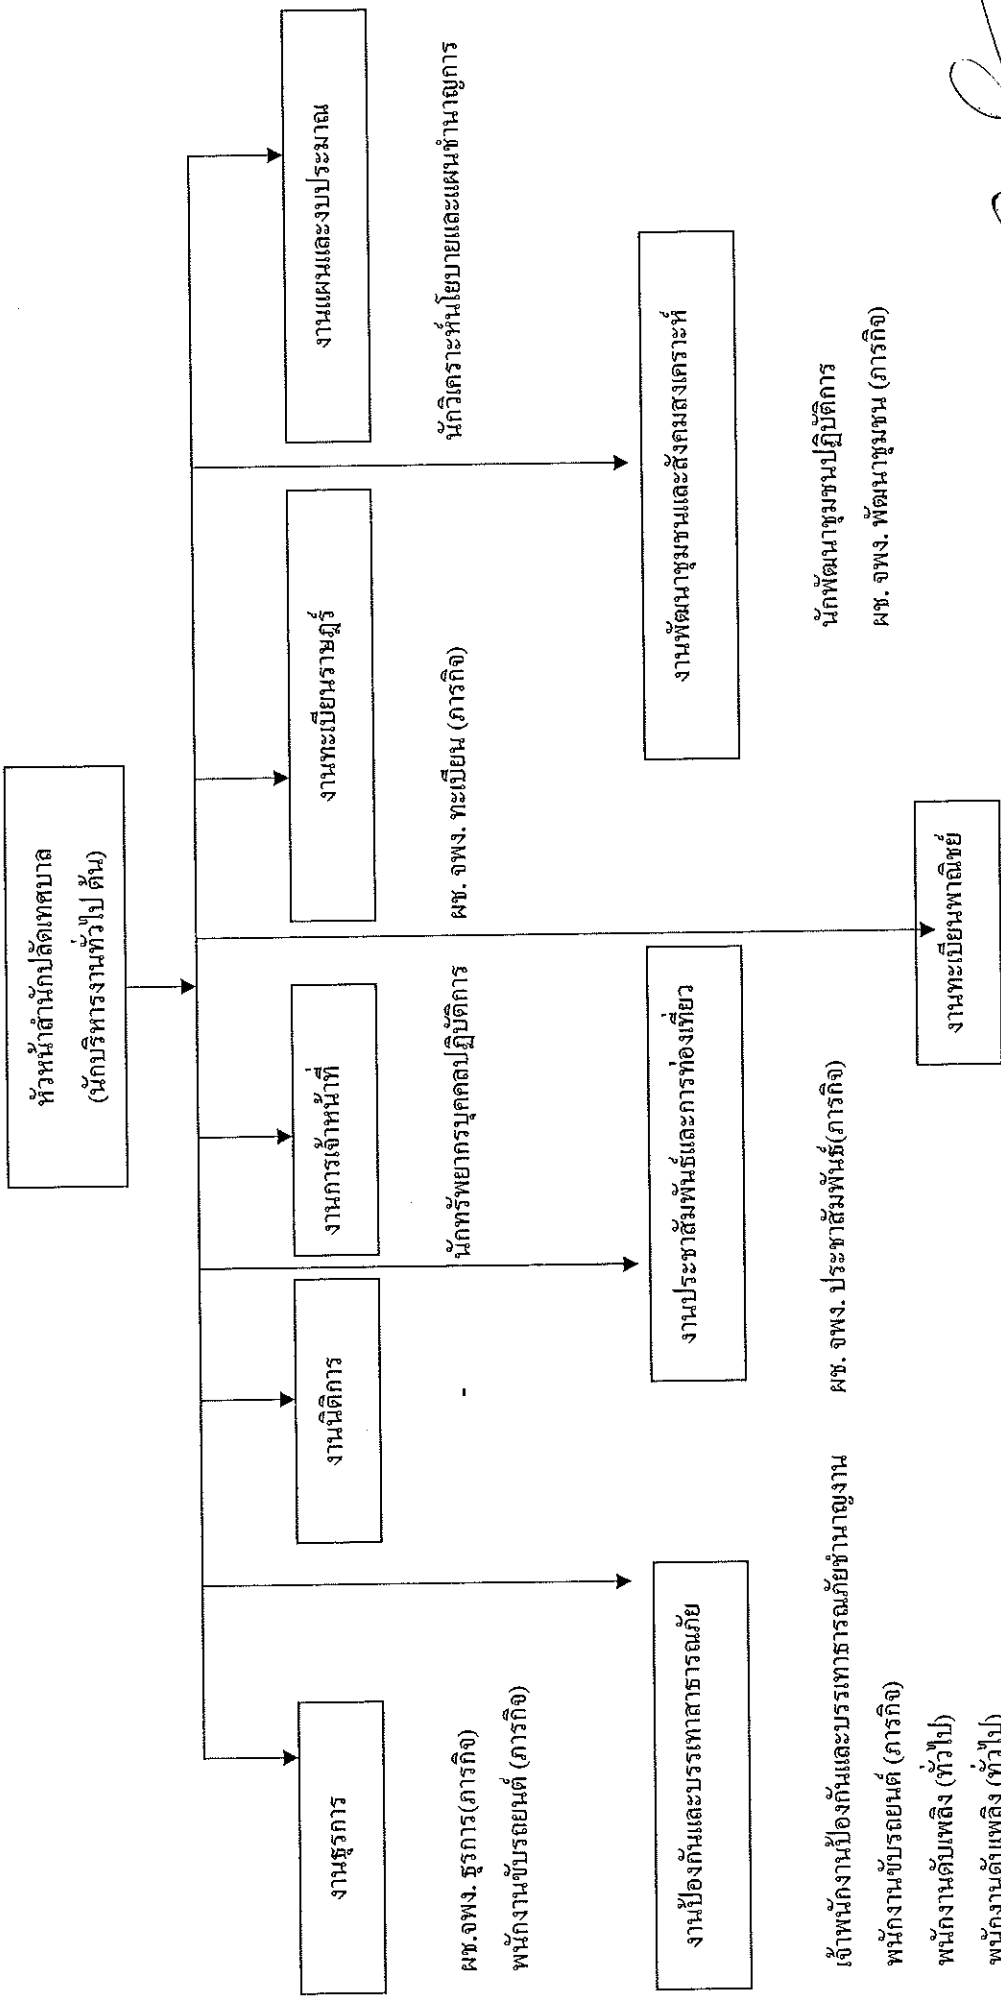 หัวหน้าสำนักปลัดเทศบาล
(นักบริหารงานทั่วไป ต้น)
งานธุรการ
งานนิติการ
งานการเจ้าหน้าที่
งานทะเบียนราษฎร์
งานแผนและงบประมาณ
ผช.จพง. ธุรการ(ภารกิจ)
พนักงานขับรถยนต์ (ภารกิจ)
-
นักทรัพยากรบุคคลปฏิบัติการ
ผช. จพง. ทะเบียน (ภารกิจ)
นักวิเคราะห์นโยบายและแผนชำนาญการ
งานป้องกันและบรรเทาสาธารณภัย
งานประชาสัมพันธ์และการท่องเที่ยว
งานพัฒนาชุมชนและสังคมสงเคราะห์
เจ้าพนักงานป้องกันและบรรเทาธารณภัยชำนาญงาน
พนักงานขับรถยนต์ (ภารกิจ)
พนักงานดับเพลิง (ทั่วไป)
พนักงานดับเพลิง (ทั่วไป)
ผช. จพง. ประชาสัมพันธ์(ภารกิจ)
นักพัฒนาชุมชนปฏิบัติการ
ผช. จพง. พัฒนาชุมชน (ภารกิจ)
งานทะเบียนพาณิชย์